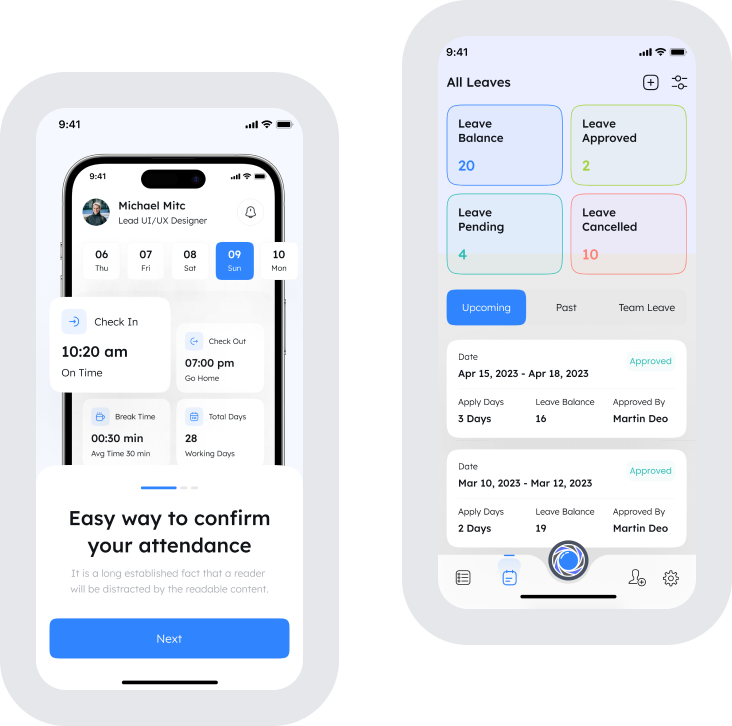 9:41
9:41
Michael Mitc
Lead UI/UX Designer
06 07 08 09 10
Thu Fri Sat Sun Mon
Check In
10:20 am
On Time
Check Out
07:00 pm
Go Home
Break Time
00:30 min
Avg Time 30 min
Total Days
28
Working Days
Easy way to confirm
your attendance
It is a long established fact that a reader
will be distracted by the readable content.
Next
9:41
All Leaves
Leave
Balance
20
Leave
Approved
2
Leave
Pending
4
Leave
Cancelled
10
Upcoming Past Team Leave
Date
Approved
Apr 15, 2023 - Apr 18, 2023
Apply Days Leave Balance Approved By
3 Days 16 Martin Deo
Date
Approved
Mar 10, 2023 - Mar 12, 2023
Apply Days Leave Balance Approved By
2 Days 19 Martin Deo